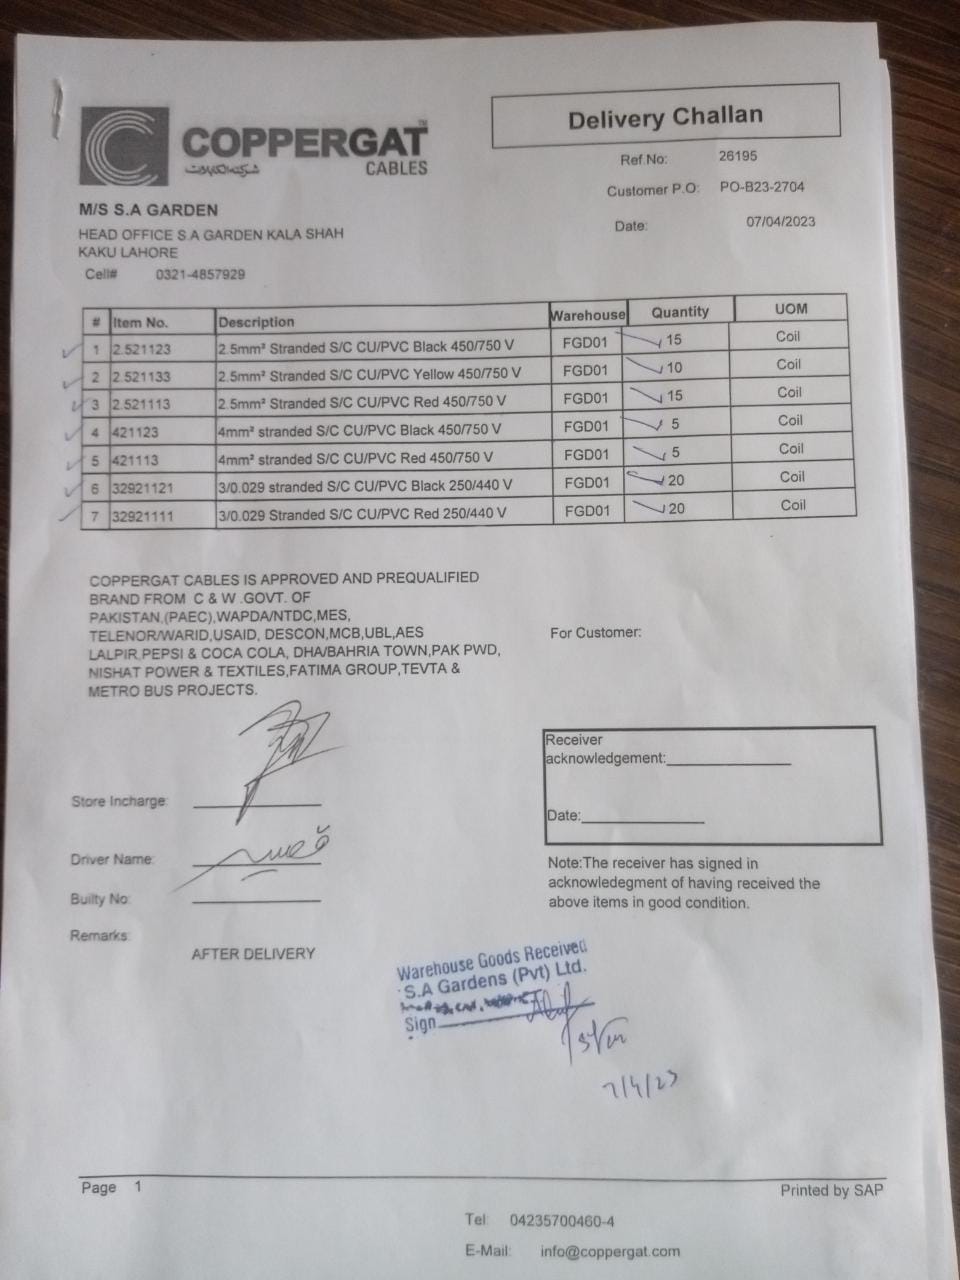 COPPERGAT™
CABLES
Delivery Challan
Ref.No: 26195
Customer P.O: PO-B23-2704
Date: 07/04/2023
M/S S.A GARDEN
HEAD OFFICE S.A GARDEN KALA SHAH
KAKU LAHORE
Cell# 0321-4857929
# Item No. Description Warehouse Quantity UOM
1 2.521123 2.5mm² Stranded S/C CU/PVC Black 450/750 V FGD01 15 Coil
2 2.521133 2.5mm² Stranded S/C CU/PVC Yellow 450/750 V FGD01 10 Coil
3 2.521113 2.5mm² Stranded S/C CU/PVC Red 450/750 V FGD01 15 Coil
4 421123 4mm² stranded S/C CU/PVC Black 450/750 V FGD01 5 Coil
5 421113 4mm² stranded S/C CU/PVC Red 450/750 V FGD01 5 Coil
6 32921121 3/0.029 stranded S/C CU/PVC Black 250/440 V FGD01 20 Coil
7 32921111 3/0.029 Stranded S/C CU/PVC Red 250/440 V FGD01 20 Coil
COPPERGAT CABLES IS APPROVED AND PREQUALIFIED
BRAND FROM C & W .GOVT. OF
PAKISTAN,(PAEC),WAPDA/NTDC,MES,
TELENOR/WARID,USAID, DESCON,MCB,UBL,AES
LALPIR,PEPSI & COCA COLA, DHA/BAHRIA TOWN,PAK PWD,
NISHAT POWER & TEXTILES,FATIMA GROUP,TEVTA &
METRO BUS PROJECTS.
For Customer:
Receiver
acknowledgement:
Date:
Store Incharge:
Driver Name:
Builty No:
Remarks:
AFTER DELIVERY
Note:The receiver has signed in
acknowledegment of having received the
above items in good condition.
Warehouse Goods Received
S.A Gardens (Pvt) Ltd.
Sign
7/4/23
Page 1
Printed by SAP
Tel: 04235700460-4
E-Mail: info@coppergat.com